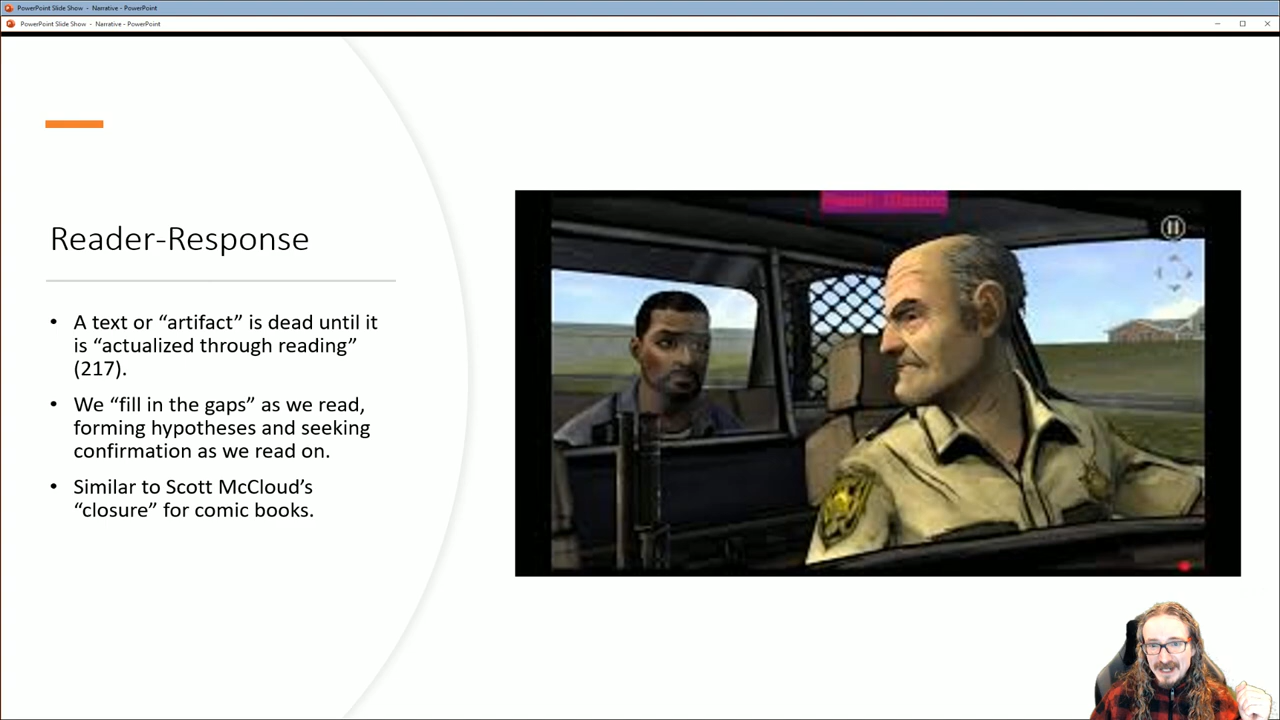 PowerPoint Slide Show - Narrative - PowerPoint
PowerPoint Slide Show - Narrative - PowerPoint
Reader-Response
• A text or “artifact” is dead until it
is “actualized through reading”
(217).
• We “fill in the gaps” as we read,
forming hypotheses and seeking
confirmation as we read on.
• Similar to Scott McCloud’s
“closure” for comic books.